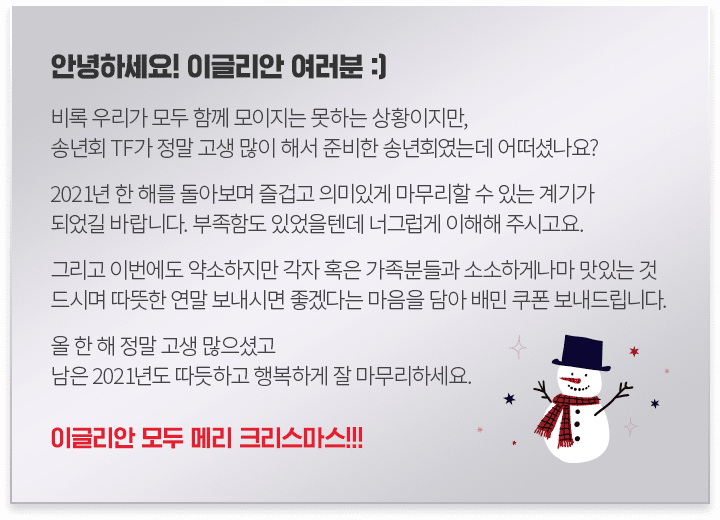 안녕하세요! 이글리안 여러분 :)
비록 우리가 모두 함께 모이지는 못하는 상황이지만,
송년회 TF가 정말 고생 많이 해서 준비한 송년회였는데 어떠셨나요?
2021년 한 해를 돌아보며 즐겁고 의미있게 마무리할 수 있는 계기가
되었길 바랍니다. 부족함도 있었을텐데 너그럽게 이해해 주시고요.
그리고 이번에도 약소하지만 각자 혹은 가족분들과 소소하게나마 맛있는 것
드시며 따뜻한 연말 보내시면 좋겠다는 마음을 담아 배민 쿠폰 보내드립니다.
올 한 해 정말 고생 많으셨고
남은 2021년도 따듯하고 행복하게 잘 마무리하세요.
이글리안 모두 메리 크리스마스!!!